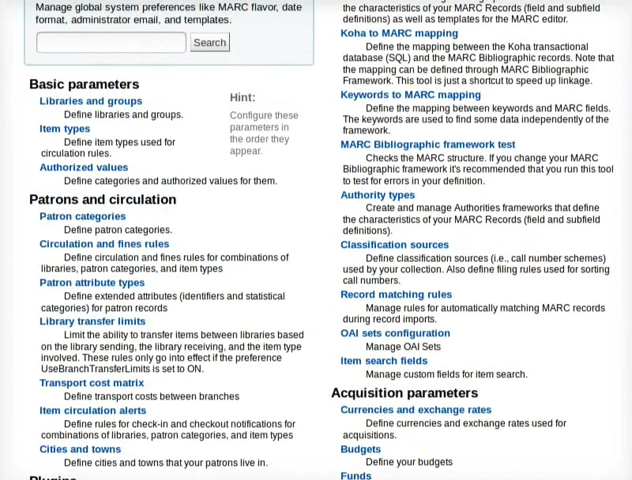 Manage global system preferences like MARC flavor, date
format, administrator email, and templates.
Search
Basic parameters
Libraries and groups
Define libraries and groups.
Item types
Define item types used for
circulation rules.
Authorized values
Define categories and authorized values for them.
Hint:
Configure these
parameters in
the order they
appear.
Patrons and circulation
Patron categories
Define patron categories.
Circulation and fines rules
Define circulation and fines rules for combinations of
libraries, patron categories, and item types
Patron attribute types
Define extended attributes (identifiers and statistical
categories) for patron records
Library transfer limits
Limit the ability to transfer items between libraries based
on the library sending, the library receiving, and the item type
involved. These rules only go into effect if the preference
UseBranchTransferLimits is set to ON.
Transport cost matrix
Define transport costs between branches
Item circulation alerts
Define rules for check-in and checkout notifications for
combinations of libraries, patron categories, and item types
Cities and towns
Define cities and towns that your patrons live in.
Plugins
the characteristics of your MARC Records (field and subfield
definitions) as well as templates for the MARC editor.
Koha to MARC mapping
Define the mapping between the Koha transactional
database (SQL) and the MARC Bibliographic records. Note that
the mapping can be defined through MARC Bibliographic
Framework. This tool is just a shortcut to speed up linkage.
Keywords to MARC mapping
Define the mapping between keywords and MARC fields.
The keywords are used to find some data independently of the
framework.
MARC Bibliographic framework test
Checks the MARC structure. If you change your MARC
Bibliographic framework it's recommended that you run this tool
to test for errors in your definition.
Authority types
Create and manage Authorities frameworks that define
the characteristics of your MARC Records (field and subfield
definitions).
Classification sources
Define classification sources (i.e., call number schemes)
used by your collection. Also define filing rules used for sorting
call numbers.
Record matching rules
Manage rules for automatically matching MARC records
during record imports.
OAI sets configuration
Manage OAI Sets
Item search fields
Manage custom fields for item search.
Acquisition parameters
Currencies and exchange rates
Define currencies and exchange rates used for
acquisitions.
Budgets
Define your budgets
Funds